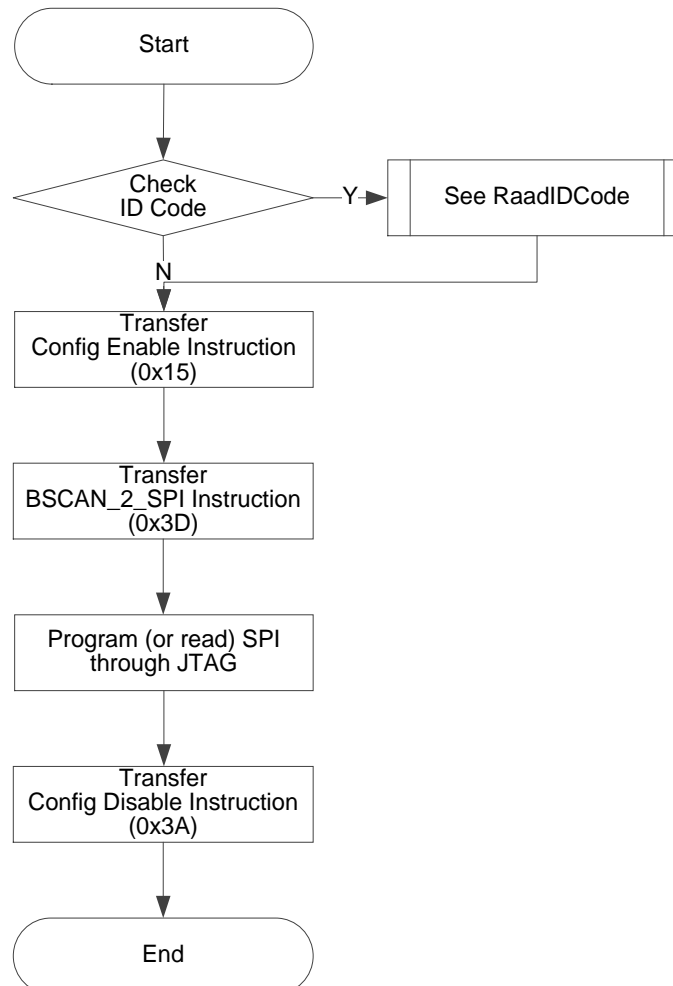 Start
Check
ID Code
Y
See RaadIDCode
N
Transfer
Config Enable Instruction
(0x15)
Transfer
BSCAN_2_SPI Instruction
(0x3D)
Program (or read) SPI
through JTAG
Transfer
Config Disable Instruction
(0x3A)
End